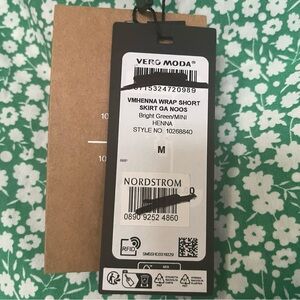 VERO MODA®
5715324720989
VMHENNA WRAP SHORT
SKIRT GA NOOS
Bright Green/MINI
HENNA
STYLE NO. 10268840
M
NORDSTROM
0890 9252 4860
RFID